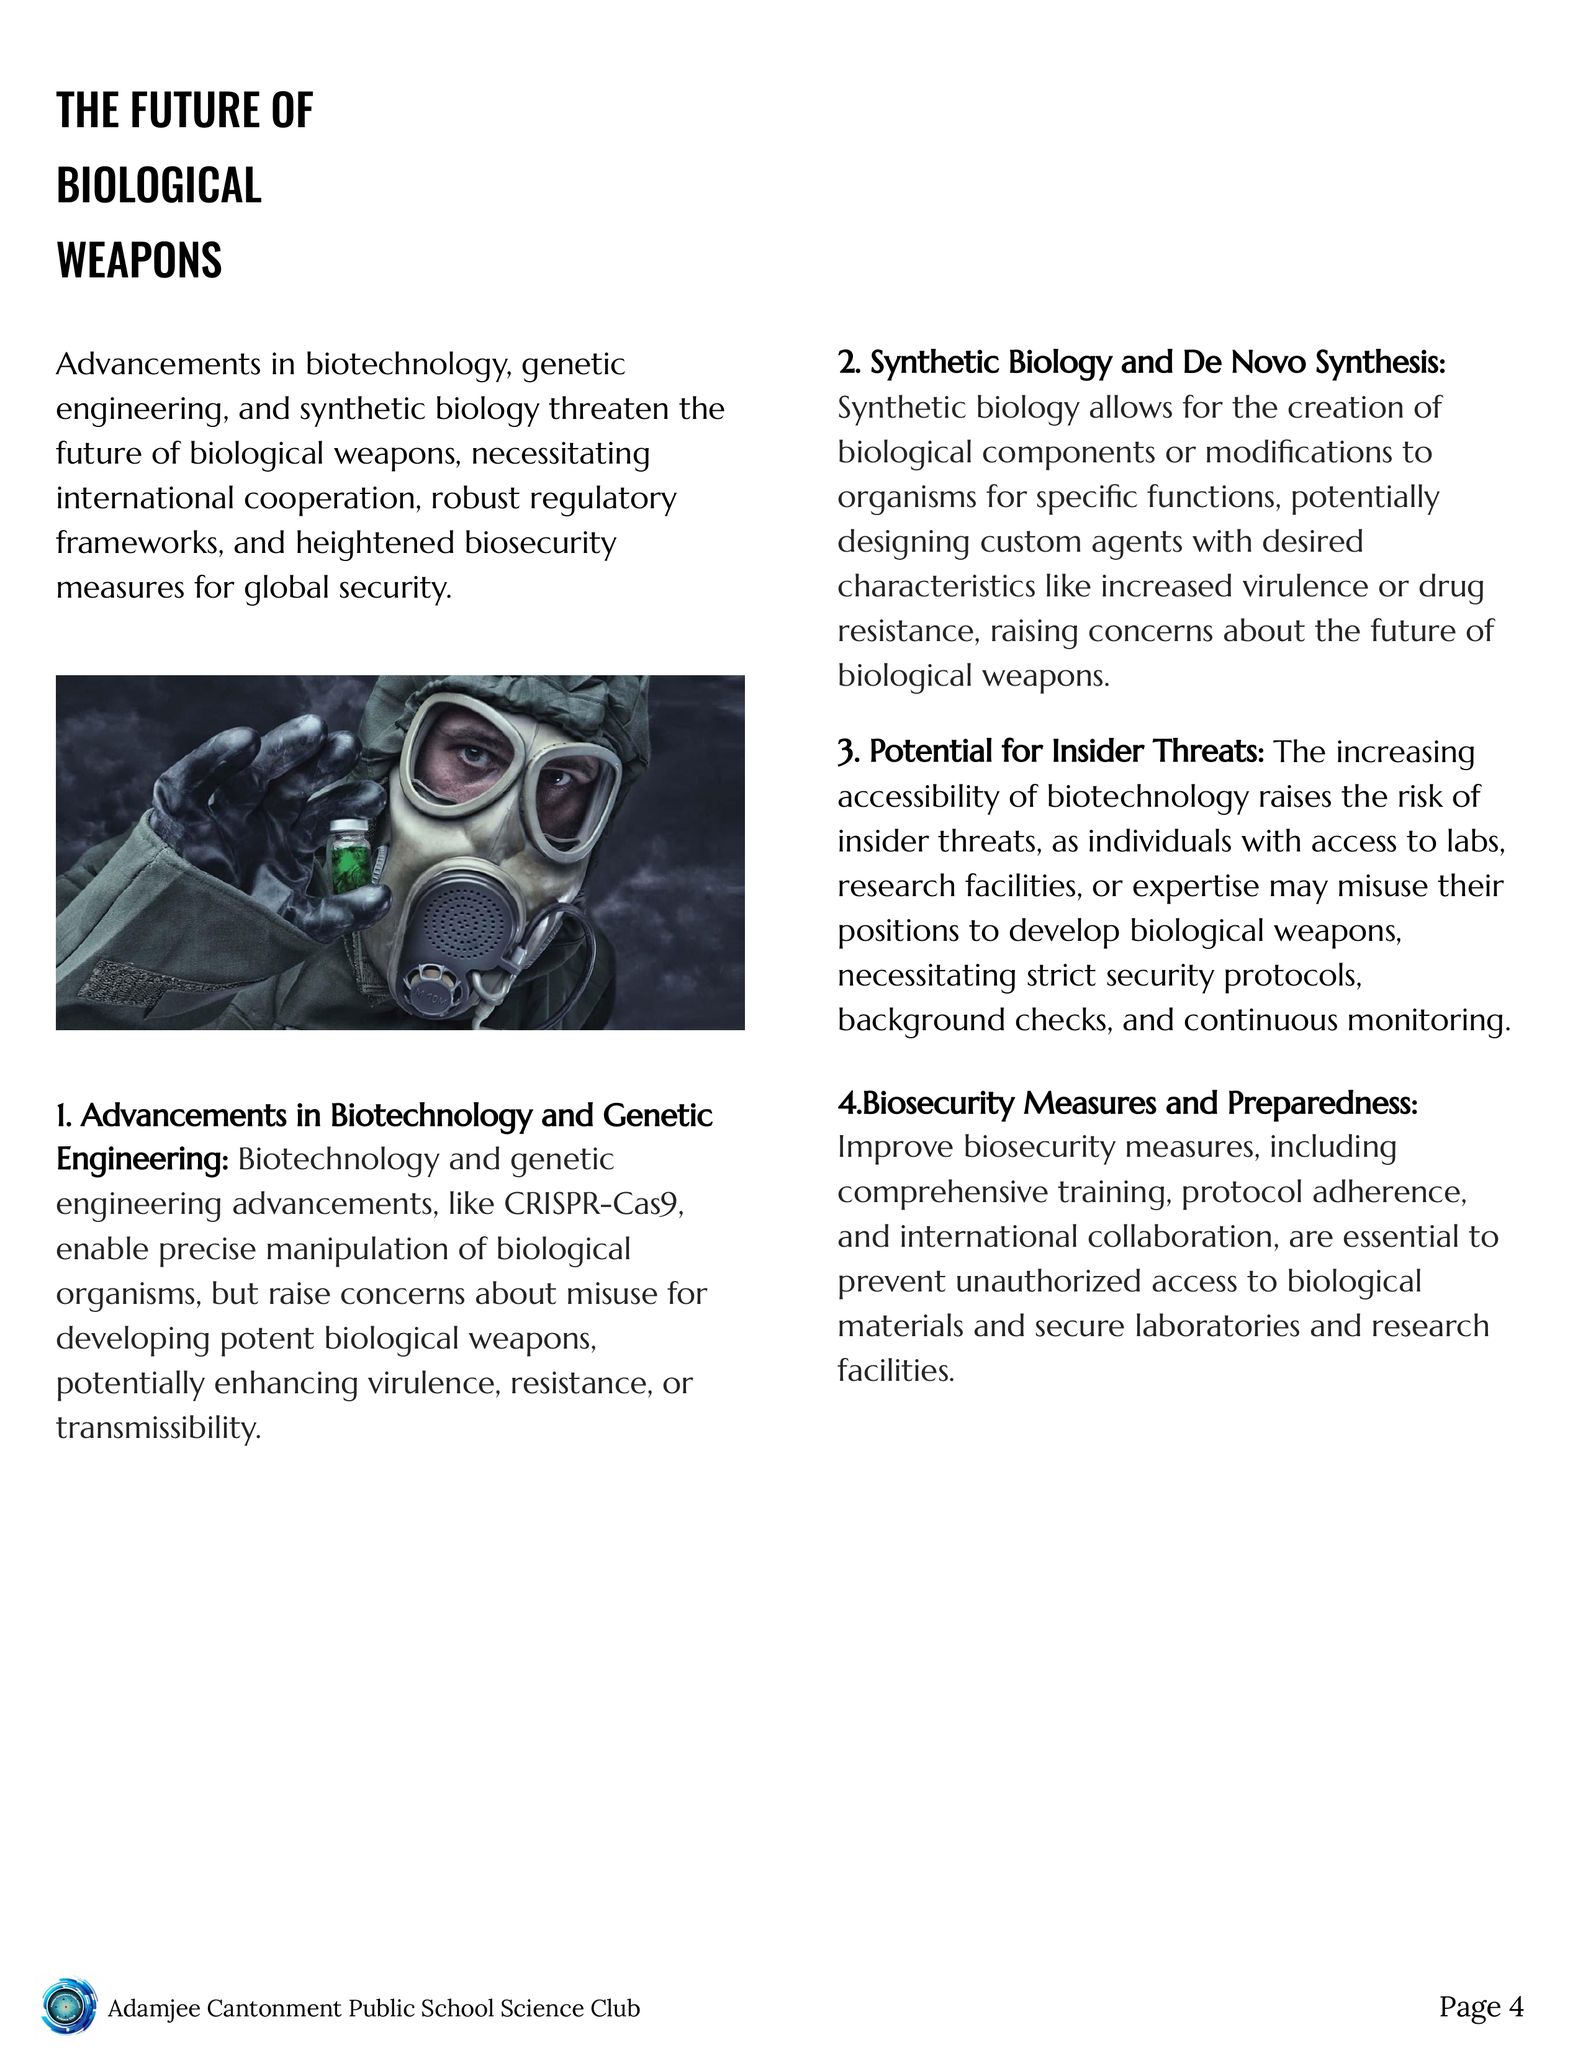 THE FUTURE OF
BIOLOGICAL
WEAPONS
Advancements in biotechnology, genetic
engineering, and synthetic biology threaten the
future of biological weapons, necessitating
international cooperation, robust regulatory
frameworks, and heightened biosecurity
measures for global security.
1. Advancements in Biotechnology and Genetic
Engineering: Biotechnology and genetic
engineering advancements, like CRISPR-Cas9,
enable precise manipulation of biological
organisms, but raise concerns about misuse for
developing potent biological weapons,
potentially enhancing virulence, resistance, or
transmissibility.
2. Synthetic Biology and De Novo Synthesis:
Synthetic biology allows for the creation of
biological components or modifications to
organisms for specific functions, potentially
designing custom agents with desired
characteristics like increased virulence or drug
resistance, raising concerns about the future of
biological weapons.
3. Potential for Insider Threats: The increasing
accessibility of biotechnology raises the risk of
insider threats, as individuals with access to labs,
research facilities, or expertise may misuse their
positions to develop biological weapons,
necessitating strict security protocols,
background checks, and continuous monitoring.
4.Biosecurity Measures and Preparedness:
Improve biosecurity measures, including
comprehensive training, protocol adherence,
and international collaboration, are essential to
prevent unauthorized access to biological
materials and secure laboratories and research
facilities.
Adamjee Cantonment Public School Science Club
Page 4